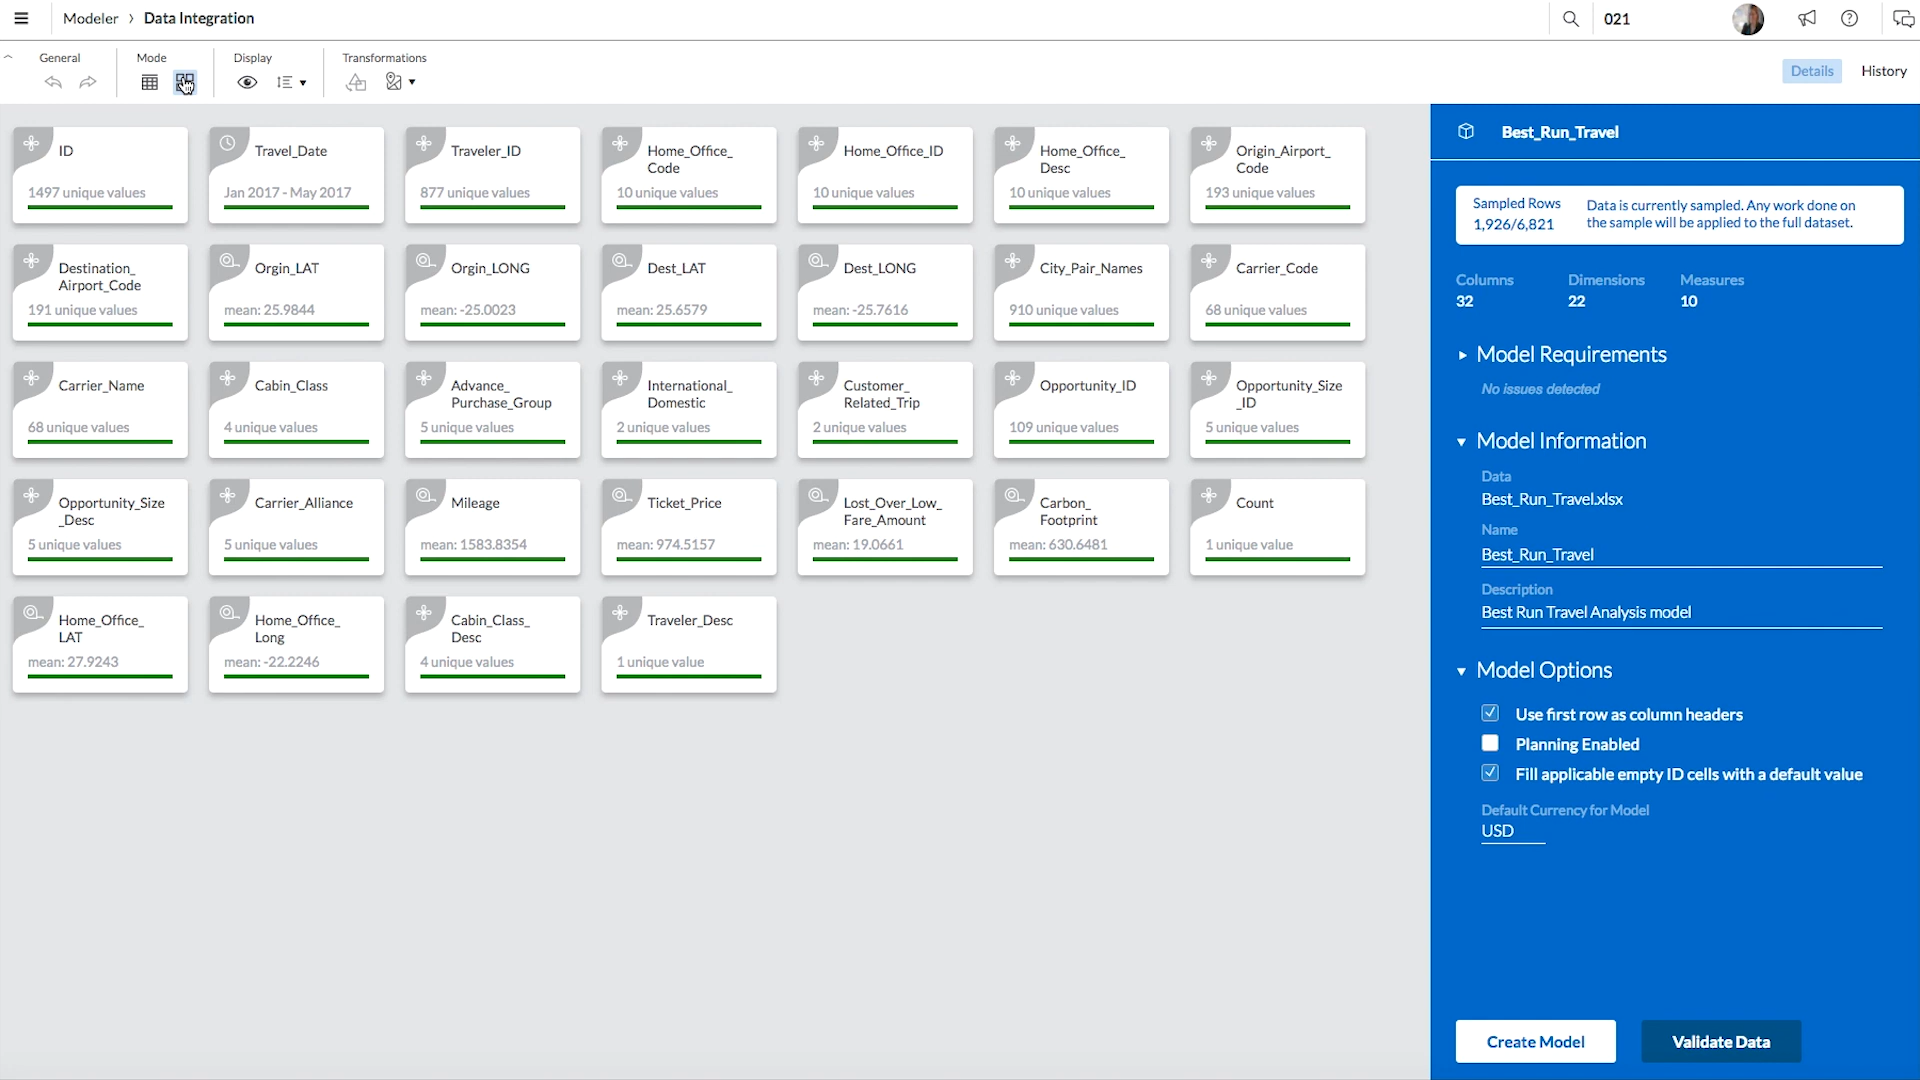 Modeler › Data Integration
021
General
Mode
Display
Transformations
Details
History
ID
1497 unique values
Travel_Date
Jan 2017 - May 2017
Traveler_ID
877 unique values
Home_Office_
Code
10 unique values
Home_Office_ID
10 unique values
Home_Office_
Desc
10 unique values
Origin_Airport_
Code
193 unique values
Destination_
Airport_Code
191 unique values
Orgin_LAT
mean: 25.9844
Orgin_LONG
mean: -25.0023
Dest_LAT
mean: 25.6579
Dest_LONG
mean: -25.7616
City_Pair_Names
910 unique values
Carrier_Code
68 unique values
Carrier_Name
68 unique values
Cabin_Class
4 unique values
Advance_
Purchase_Group
5 unique values
International_
Domestic
2 unique values
Customer_
Related_Trip
2 unique values
Opportunity_ID
109 unique values
Opportunity_Size
_ID
5 unique values
Opportunity_Size
_Desc
5 unique values
Carrier_Alliance
5 unique values
Mileage
mean: 1583.8354
Ticket_Price
mean: 974.5157
Lost_Over_Low_
Fare_Amount
mean: 19.0661
Carbon_
Footprint
mean: 630.6481
Count
1 unique value
Home_Office_
LAT
mean: 27.9243
Home_Office_
Long
mean: -22.2246
Cabin_Class_
Desc
4 unique values
Traveler_Desc
1 unique value
Best_Run_Travel
Sampled Rows
1,926/6,821
Data is currently sampled. Any work done on
the sample will be applied to the full dataset.
Columns
32
Dimensions
22
Measures
10
Model Requirements
No issues detected
Model Information
Data
Best_Run_Travel.xlsx
Name
Best_Run_Travel
Description
Best Run Travel Analysis model
Model Options
Use first row as column headers
Planning Enabled
Fill applicable empty ID cells with a default value
Default Currency for Model
USD
Create Model
Validate Data